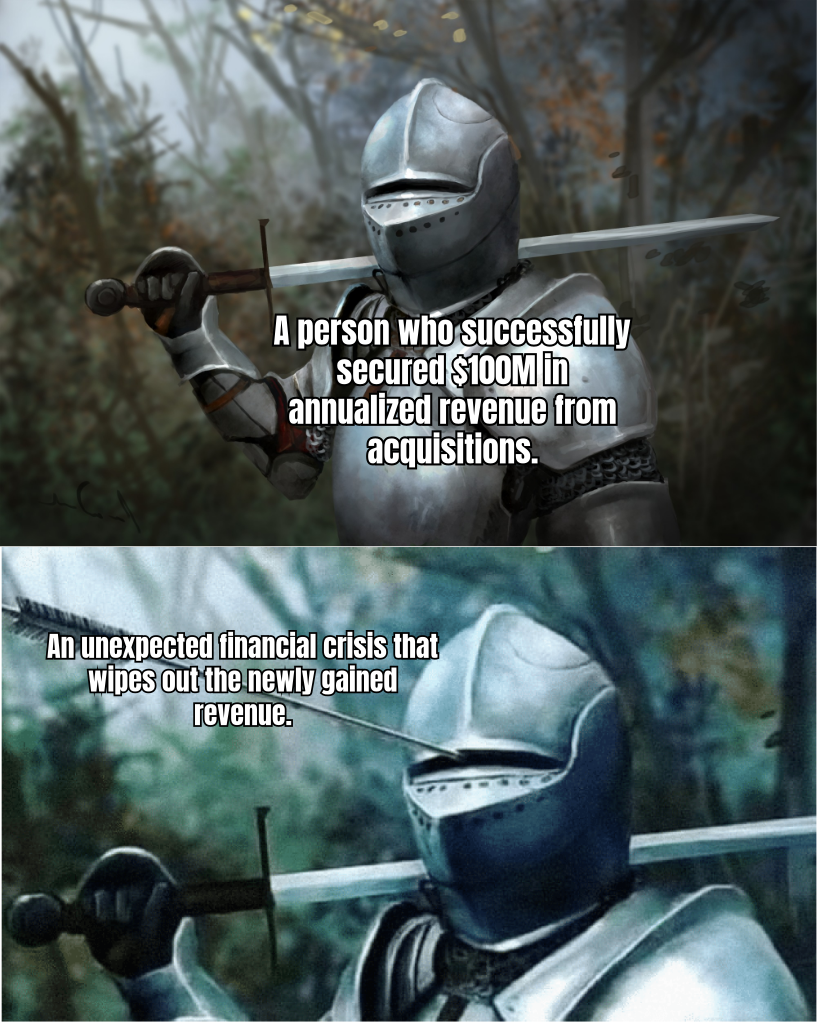 A person who successfully
secured $100M in
annualized revenue from
acquisitions.
An unexpected financial crisis that
wipes out the newly gained
revenue.